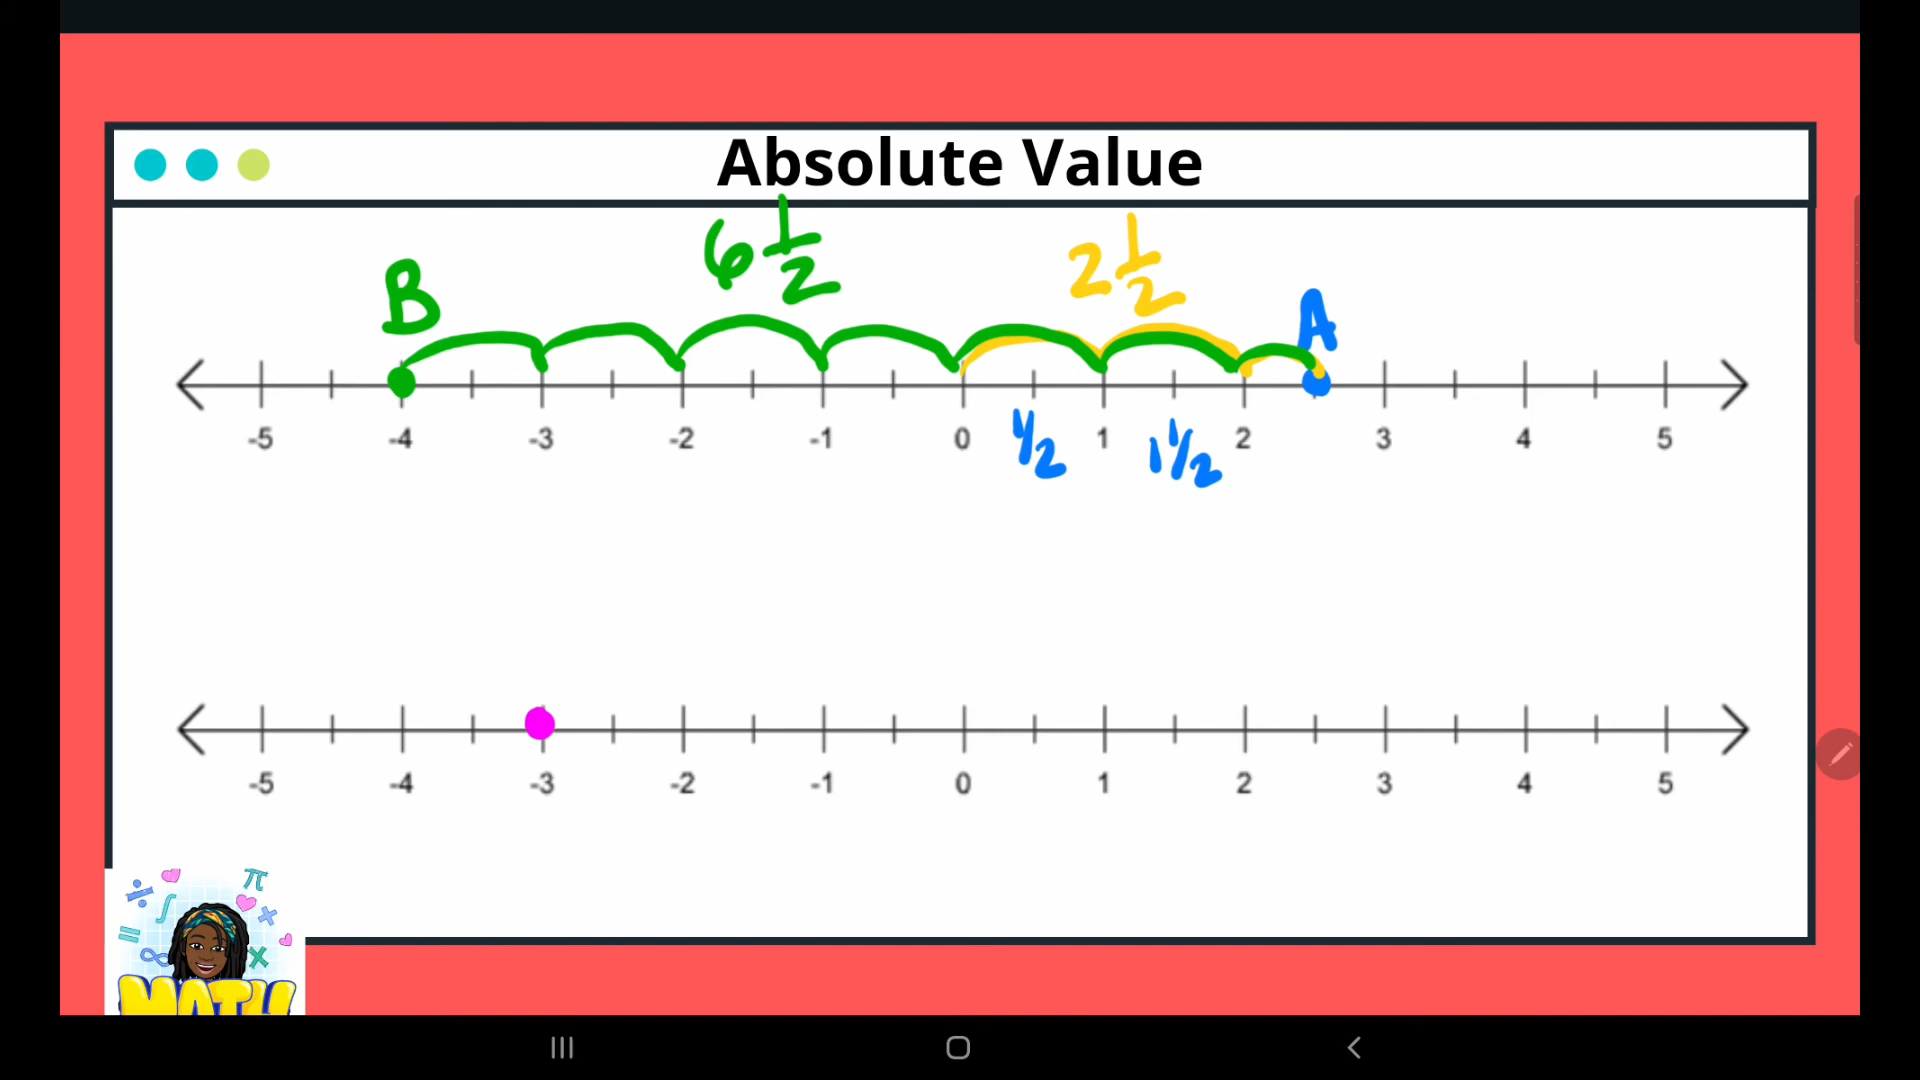 Absolute Value
6 1/2 2 1/2
B A
-5 -4 -3 -2 -1 0 1 2 3 4 5
1/2 1 1/2
-5 -4 -3 -2 -1 0 1 2 3 4 5
÷ π
∫ ×
= ∞ ×
MATH